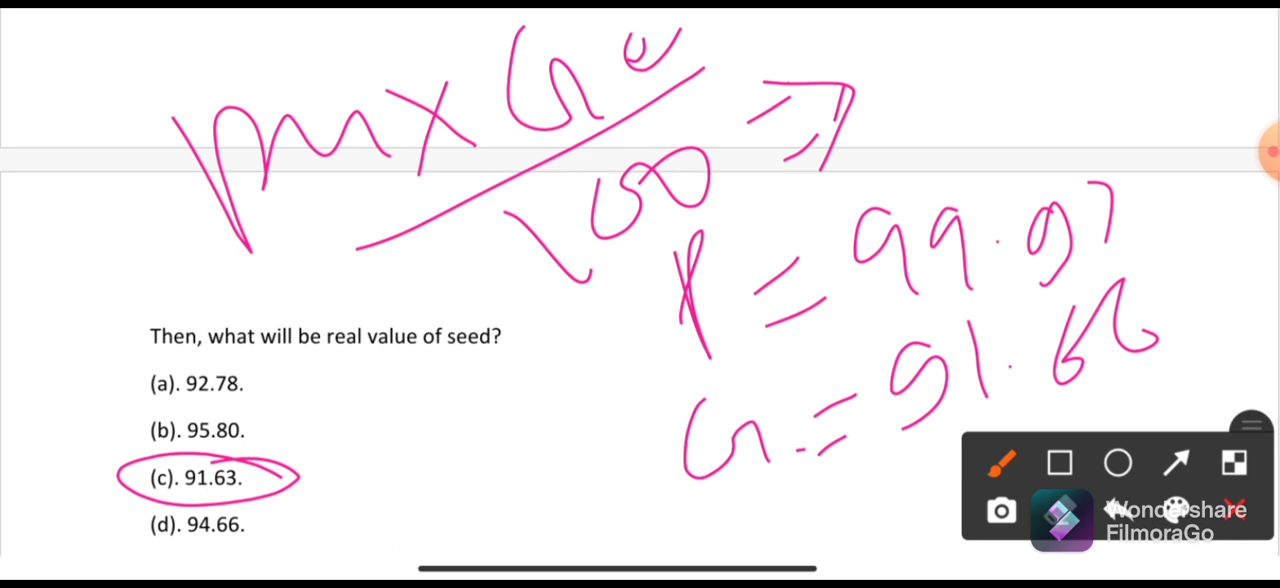 P% × G%
100
P = 99.97
G = 91.66
Then, what will be real value of seed?
(a). 92.78.
(b). 95.80.
(c). 91.63.
(d). 94.66.
Wondershare
FilmoraGo